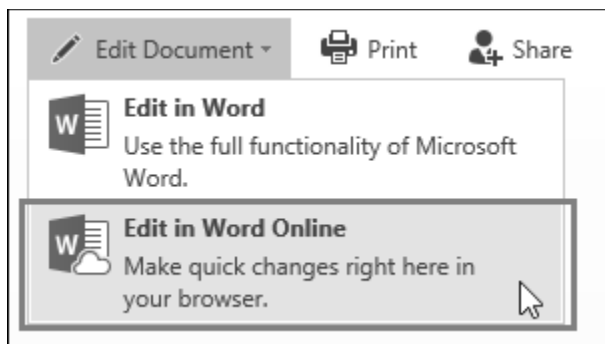 Edit Document Print Share
W Edit in Word
Use the full functionality of Microsoft
Word.
W Edit in Word Online
Make quick changes right here in
your browser.